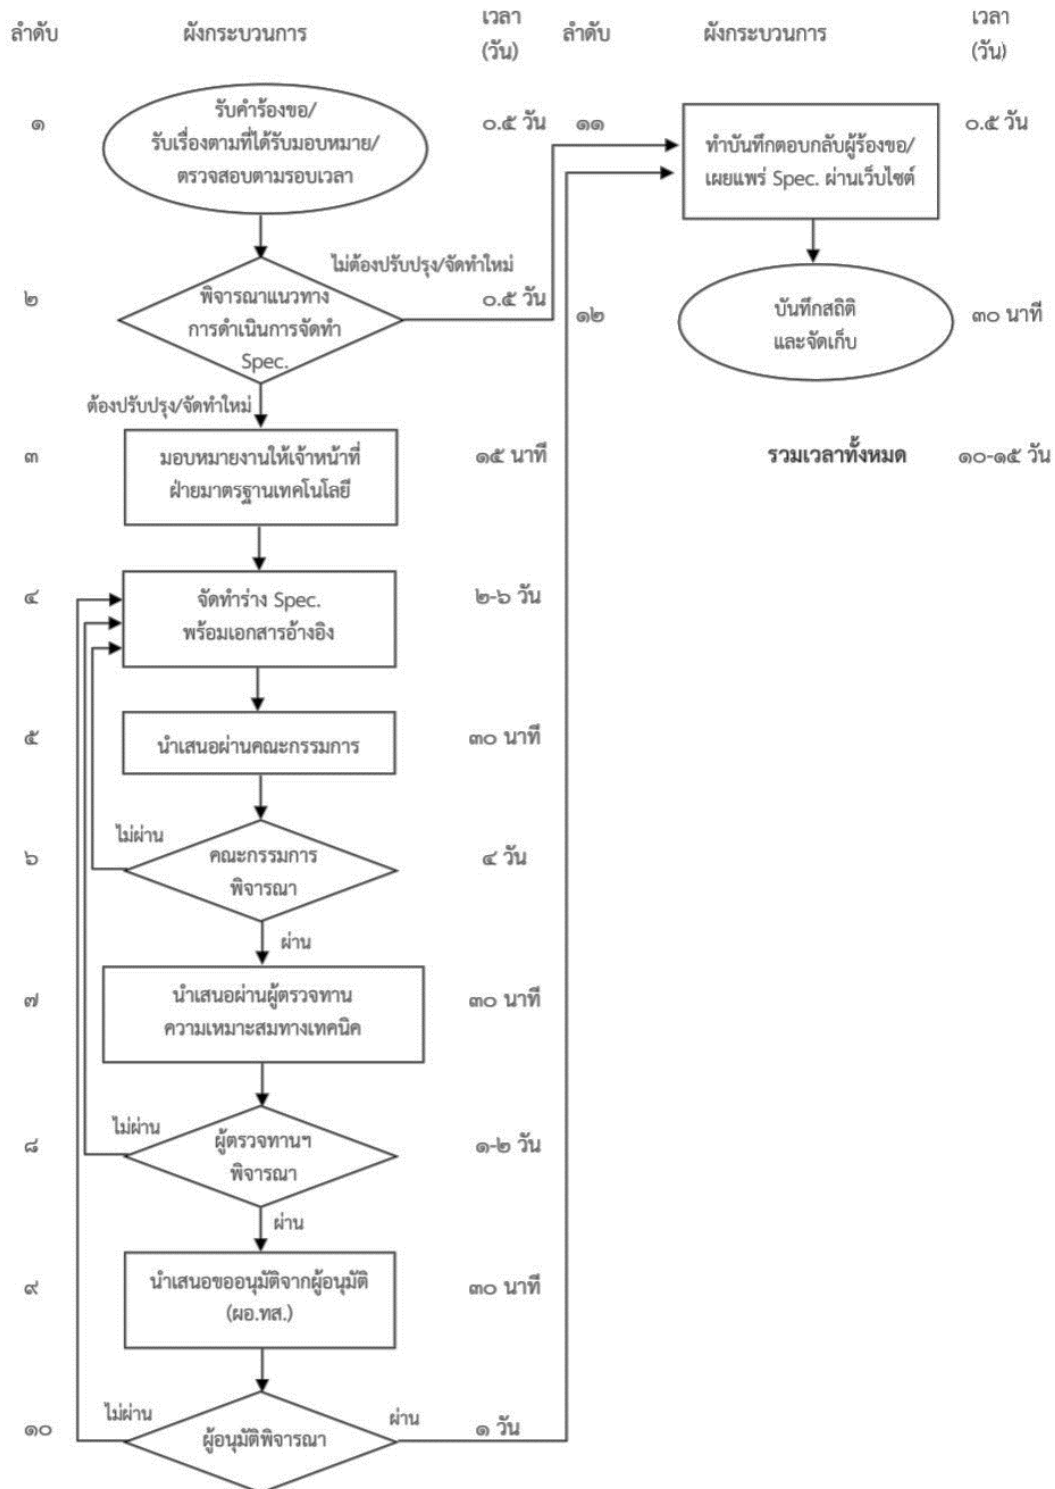 ลำดับ ผังกระบวนการ เวลา (วัน)
๑ รับคำร้องขอ/ ๐.๕ วัน
รับเรื่องตามที่ได้รับมอบหมาย/
ตรวจสอบตามรอบเวลา
ไม่ต้องปรับปรุง/จัดทำใหม่
๒ พิจารณาแนวทาง ๐.๕ วัน
การดำเนินการจัดทำ
Spec.
ต้องปรับปรุง/จัดทำใหม่
๓ มอบหมายงานให้เจ้าหน้าที่ ๑๕ นาที
ฝ่ายมาตรฐานเทคโนโลยี
๔ จัดทำร่าง Spec. ๒-๖ วัน
พร้อมเอกสารอ้างอิง
๕ นำเสนอผ่านคณะกรรมการ ๓๐ นาที
ไม่ผ่าน
๖ คณะกรรมการ ๔ วัน
พิจารณา
ผ่าน
๗ นำเสนอผ่านผู้ตรวจทาน ๓๐ นาที
ความเหมาะสมทางเทคนิค
ไม่ผ่าน
๘ ผู้ตรวจทานฯ ๑-๒ วัน
พิจารณา
ผ่าน
๙ นำเสนอขออนุมัติจากผู้อนุมัติ ๓๐ นาที
(ผอ.ทส.)
ไม่ผ่าน ผ่าน
๑๐ ผู้อนุมัติพิจารณา ๑ วัน
ลำดับ ผังกระบวนการ เวลา (วัน)
๑๑ ทำบันทึกตอบกลับผู้ร้องขอ/ ๐.๕ วัน
เผยแพร่ Spec. ผ่านเว็บไซต์
๑๒ บันทึกสถิติ ๓๐ นาที
และจัดเก็บ
รวมเวลาทั้งหมด ๑๐-๑๕ วัน